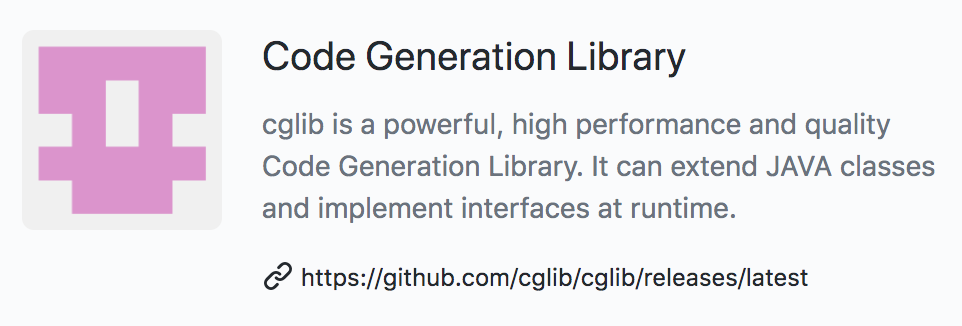 Code Generation Library
cglib is a powerful, high performance and quality
Code Generation Library. It can extend JAVA classes
and implement interfaces at runtime.
https://github.com/cglib/cglib/releases/latest